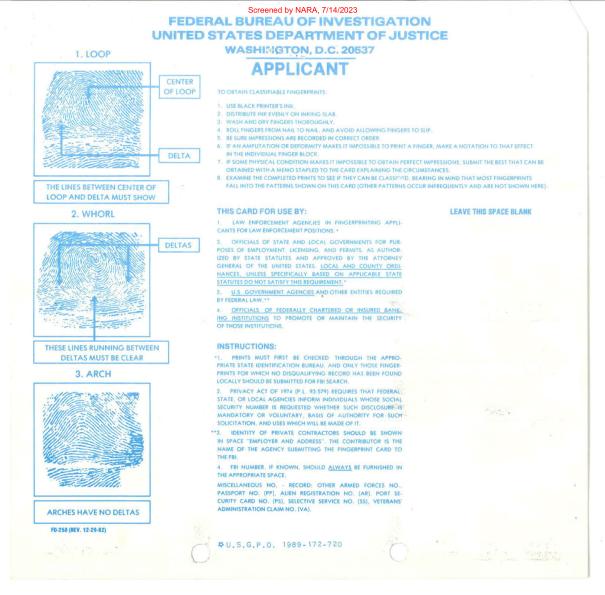 Screened by NARA, 7/14/2023
FEDERAL BUREAU OF INVESTIGATION
UNITED STATES DEPARTMENT OF JUSTICE
WASHINGTON, D.C. 20537
APPLICANT
1. LOOP
CENTER
OF LOOP
DELTA
THE LINES BETWEEN CENTER OF
LOOP AND DELTA MUST SHOW
2. WHORL
DELTAS
THESE LINES RUNNING BETWEEN
DELTAS MUST BE CLEAR
3. ARCH
ARCHES HAVE NO DELTAS
FD-258 (REV. 12-29-82)
TO OBTAIN CLASSIFIABLE FINGERPRINTS:
1. USE BLACK PRINTER'S INK.
2. DISTRIBUTE INK EVENLY ON INKING SLAB.
3. WASH AND DRY FINGERS THOROUGHLY.
4. ROLL FINGERS FROM NAIL TO NAIL, AND AVOID ALLOWING FINGERS TO SLIP.
5. BE SURE IMPRESSIONS ARE RECORDED IN CORRECT ORDER.
6. IF AN AMPUTATION OR DEFORMITY MAKES IT IMPOSSIBLE TO PRINT A FINGER, MAKE A NOTATION TO THAT EFFECT
IN THE INDIVIDUAL FINGER BLOCK.
7. IF SOME PHYSICAL CONDITION MAKES IT IMPOSSIBLE TO OBTAIN PERFECT IMPRESSIONS, SUBMIT THE BEST THAT CAN BE
OBTAINED WITH A MEMO STAPLED TO THE CARD EXPLAINING THE CIRCUMSTANCES.
8. EXAMINE THE COMPLETED PRINTS TO SEE IF THEY CAN BE CLASSIFIED, BEARING IN MIND THAT MOST FINGERPRINTS
FALL INTO THE PATTERNS SHOWN ON THIS CARD (OTHER PATTERNS OCCUR INFREQUENTLY AND ARE NOT SHOWN HERE).
THIS CARD FOR USE BY:
1. LAW ENFORCEMENT AGENCIES IN FINGERPRINTING APPLI-
CANTS FOR LAW ENFORCEMENT POSITIONS. *
2. OFFICIALS OF STATE AND LOCAL GOVERNMENTS FOR PUR-
POSES OF EMPLOYMENT, LICENSING, AND PERMITS, AS AUTHOR-
IZED BY STATE STATUTES AND APPROVED BY THE ATTORNEY
GENERAL OF THE UNITED STATES. LOCAL AND COUNTY ORDI-
NANCES, UNLESS SPECIFICALLY BASED ON APPLICABLE STATE
STATUTES DO NOT SATISFY THIS REQUIREMENT. *
3. U.S. GOVERNMENT AGENCIES AND OTHER ENTITIES REQUIRED
BY FEDERAL LAW. **
4. OFFICIALS OF FEDERALLY CHARTERED OR INSURED BANK-
ING INSTITUTIONS TO PROMOTE OR MAINTAIN THE SECURITY
OF THOSE INSTITUTIONS.
INSTRUCTIONS:
*1. PRINTS MUST FIRST BE CHECKED THROUGH THE APPRO-
PRIATE STATE IDENTIFICATION BUREAU, AND ONLY THOSE FINGER-
PRINTS FOR WHICH NO DISQUALIFYING RECORD HAS BEEN FOUND
LOCALLY SHOULD BE SUBMITTED FOR FBI SEARCH.
2. PRIVACY ACT OF 1974 (P.L. 93-579) REQUIRES THAT FEDERAL,
STATE, OR LOCAL AGENCIES INFORM INDIVIDUALS WHOSE SOCIAL
SECURITY NUMBER IS REQUESTED WHETHER SUCH DISCLOSURE IS
MANDATORY OR VOLUNTARY, BASIS OF AUTHORITY FOR SUCH
SOLICITATION, AND USES WHICH WILL BE MADE OF IT.
**3. IDENTITY OF PRIVATE CONTRACTORS SHOULD BE SHOWN
IN SPACE "EMPLOYER AND ADDRESS". THE CONTRIBUTOR IS THE
NAME OF THE AGENCY SUBMITTING THE FINGERPRINT CARD TO
THE FBI.
4. FBI NUMBER, IF KNOWN, SHOULD ALWAYS BE FURNISHED IN
THE APPROPRIATE SPACE.
MISCELLANEOUS NO. - RECORD: OTHER ARMED FORCES NO.,
PASSPORT NO. (PP), ALIEN REGISTRATION NO. (AR), PORT SE-
CURITY CARD NO. (PS), SELECTIVE SERVICE NO. (SS), VETERANS'
ADMINISTRATION CLAIM NO. (VA).
☆U.S.G.P.O. 1989-172-720
LEAVE THIS SPACE BLANK